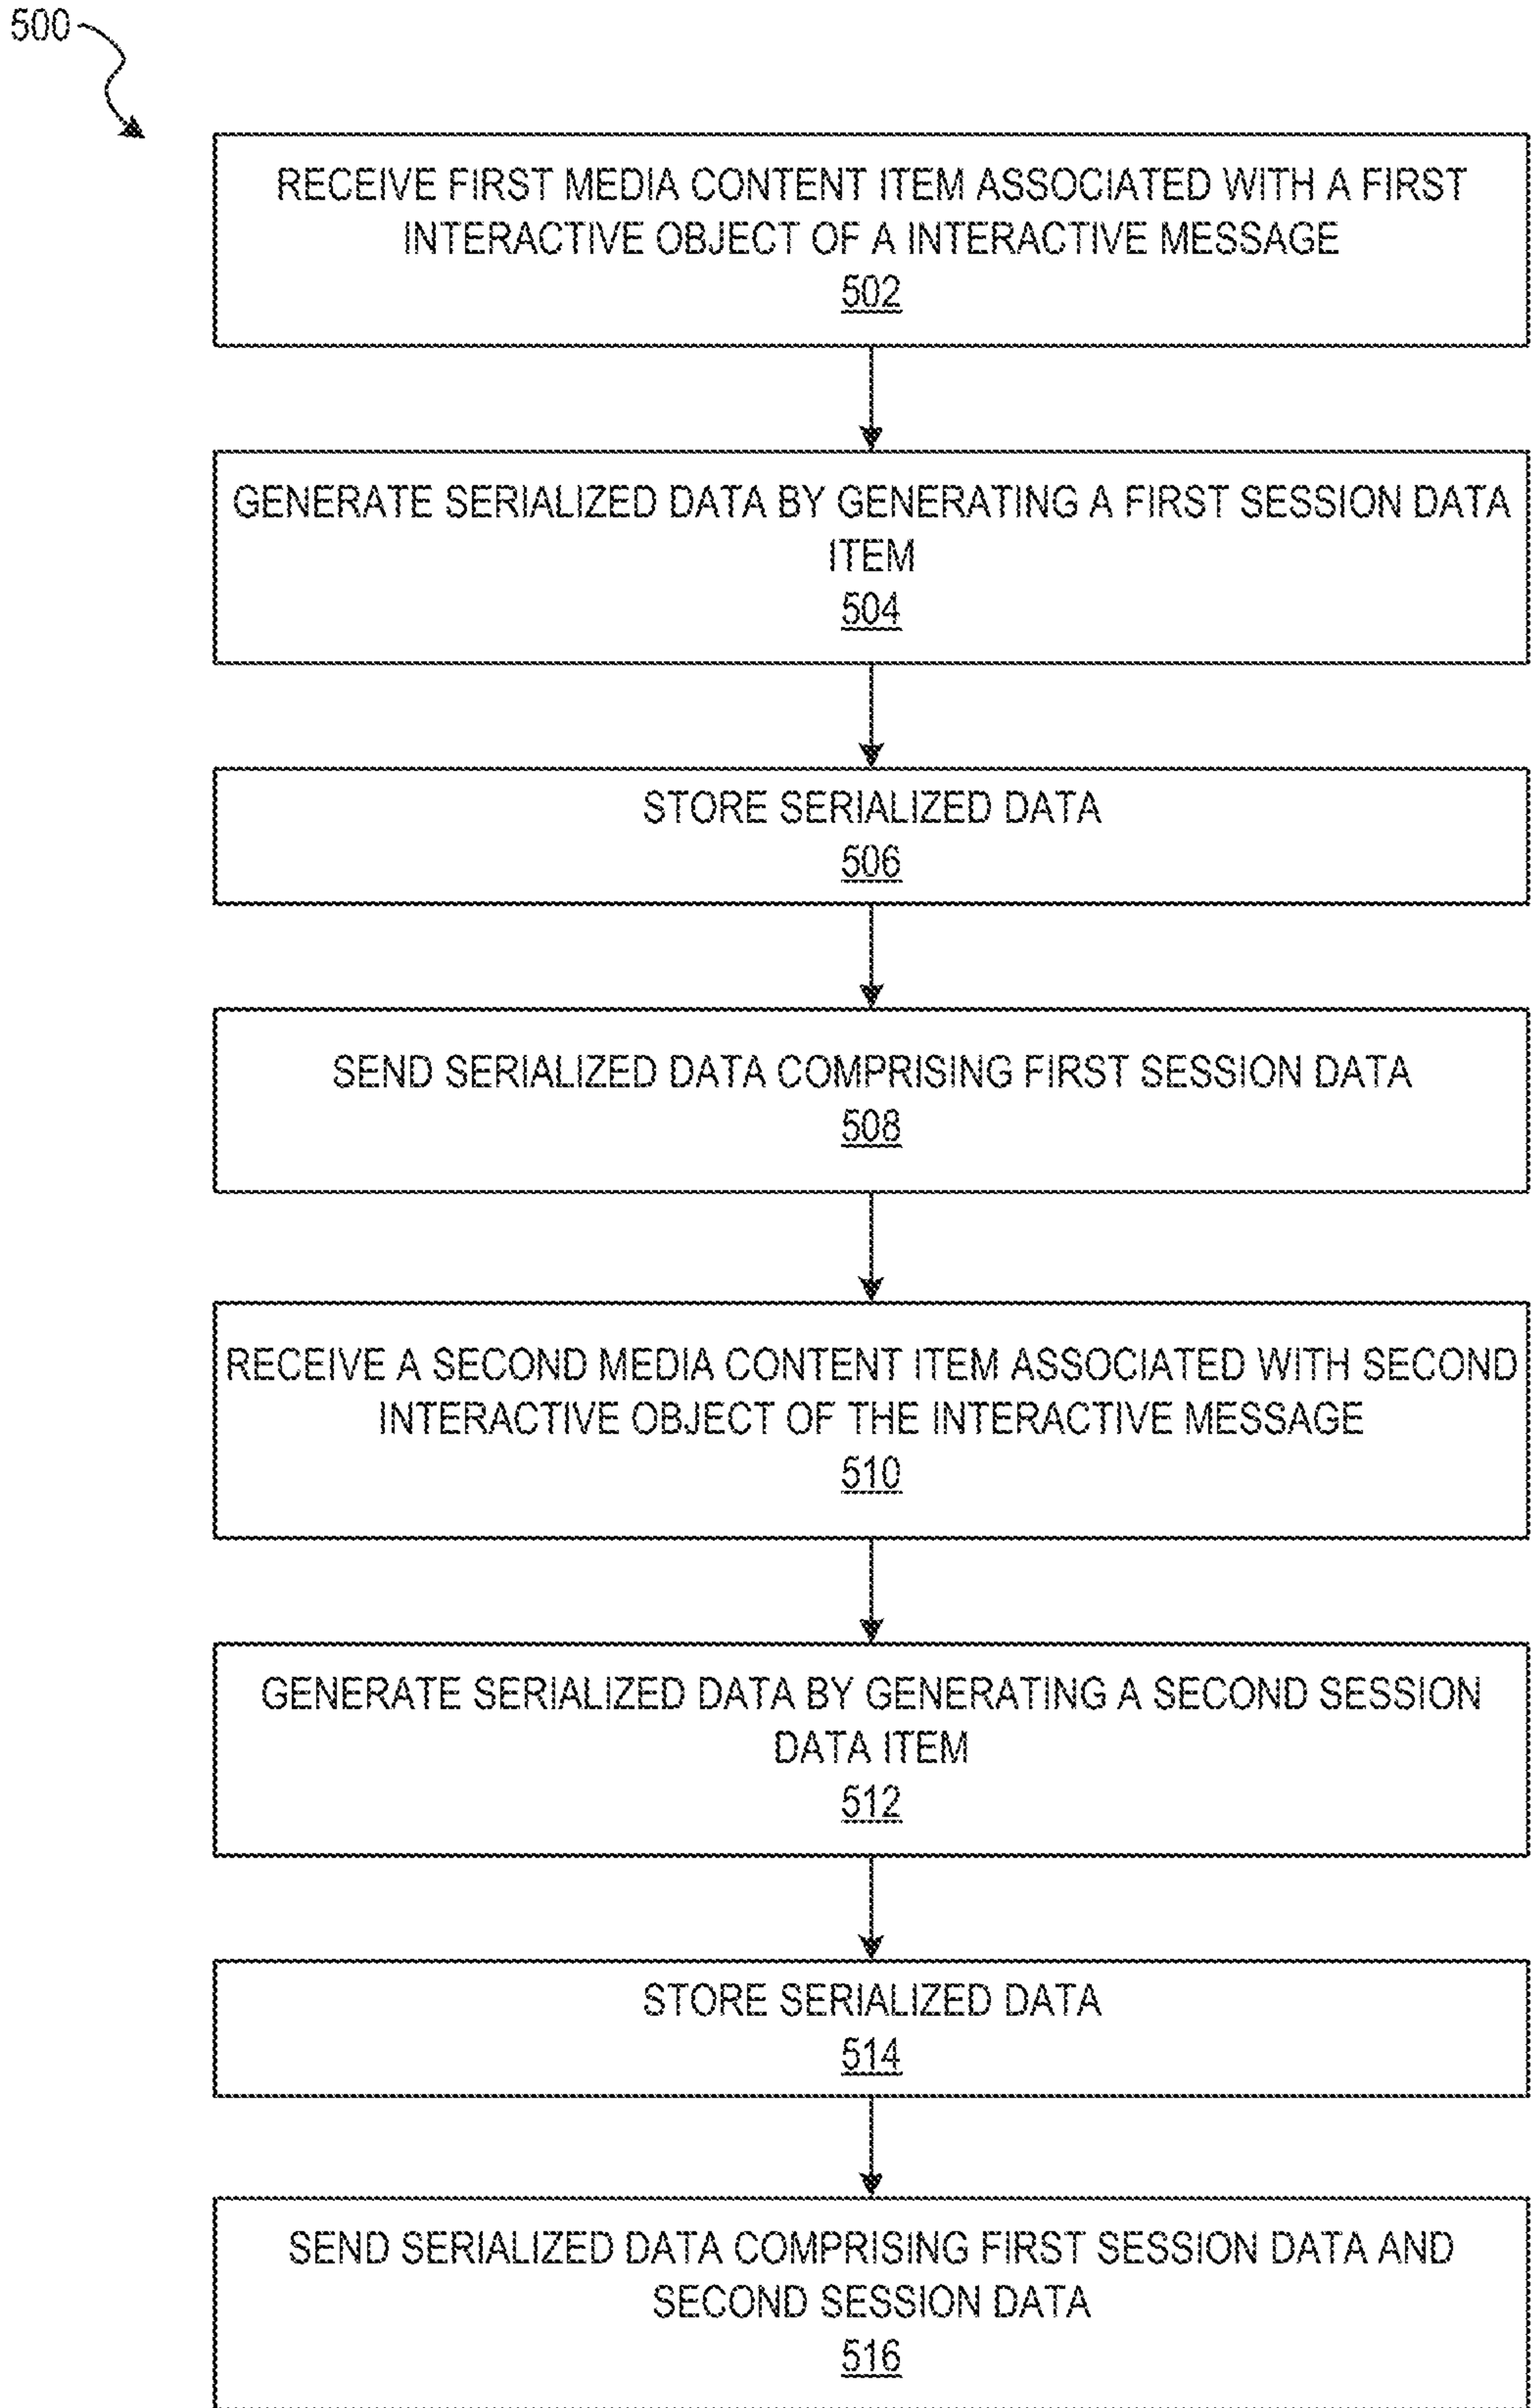 500
RECEIVE FIRST MEDIA CONTENT ITEM ASSOCIATED WITH A FIRST
INTERACTIVE OBJECT OF A INTERACTIVE MESSAGE
502
GENERATE SERIALIZED DATA BY GENERATING A FIRST SESSION DATA
ITEM
504
STORE SERIALIZED DATA
506
SEND SERIALIZED DATA COMPRISING FIRST SESSION DATA
508
RECEIVE A SECOND MEDIA CONTENT ITEM ASSOCIATED WITH SECOND
INTERACTIVE OBJECT OF THE INTERACTIVE MESSAGE
510
GENERATE SERIALIZED DATA BY GENERATING A SECOND SESSION
DATA ITEM
512
STORE SERIALIZED DATA
514
SEND SERIALIZED DATA COMPRISING FIRST SESSION DATA AND
SECOND SESSION DATA
516